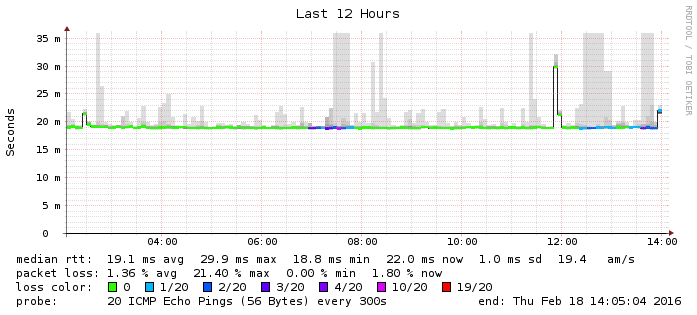 Last 12 Hours
RRDTOOL / TOBI OETIKER
Seconds
35 m
30 m
25 m
20 m
15 m
10 m
5 m
0
04:00 06:00 08:00 10:00 12:00 14:00
median rtt: 19.1 ms avg 29.9 ms max 18.8 ms min 22.0 ms now 1.0 ms sd 19.4 am/s
packet loss: 1.36 % avg 21.40 % max 0.00 % min 1.80 % now
loss color: 0 1/20 2/20 3/20 4/20 10/20 19/20
probe: 20 ICMP Echo Pings (56 Bytes) every 300s end: Thu Feb 18 14:05:04 2016